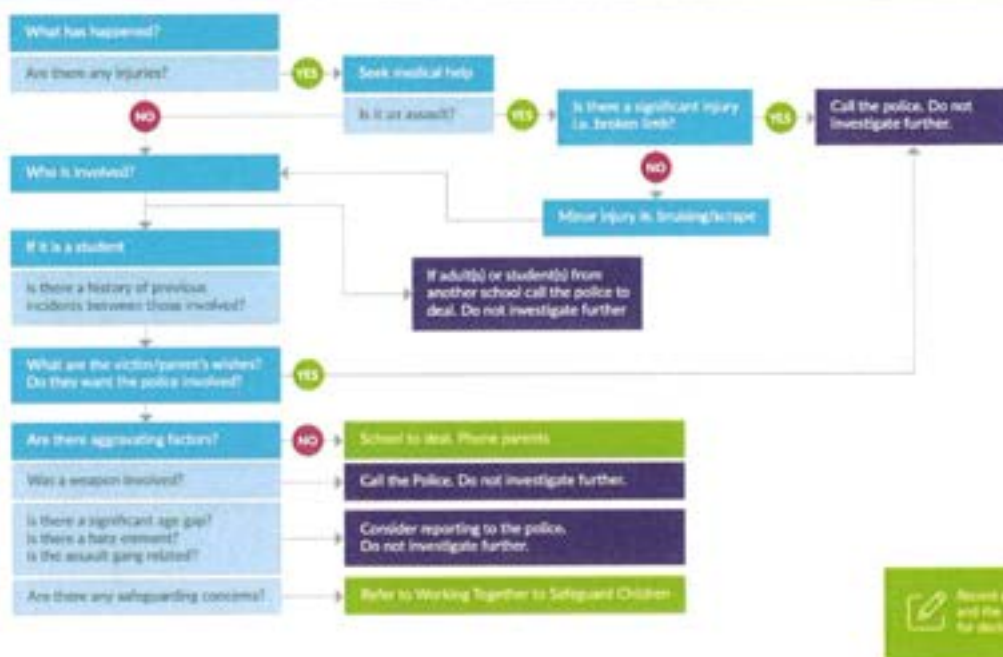 What has happened?
Are there any injuries?
YES
Seek medical help
Is it an assault?
YES
Is there a significant injury
i.e. broken limb?
YES
Call the police. Do not
investigate further.
NO
NO
Who is involved?
Minor injury ie. bruising/scrape
If it is a student
Is there a history of previous
incidents between those involved?
If adult(s) or student(s) from
another school call the police to
deal. Do not investigate further
What are the victim/parent's wishes?
Do they want the police involved?
YES
Are there aggravating factors?
NO
School to deal. Phone parents
Was a weapon involved?
Call the Police. Do not investigate further.
Is there a significant age gap?
Is there a hate element?
Is the assault gang related?
Consider reporting to the police.
Do not investigate further.
Are there any safeguarding concerns?
Refer to Working Together to Safeguard Children
Record
and the
for